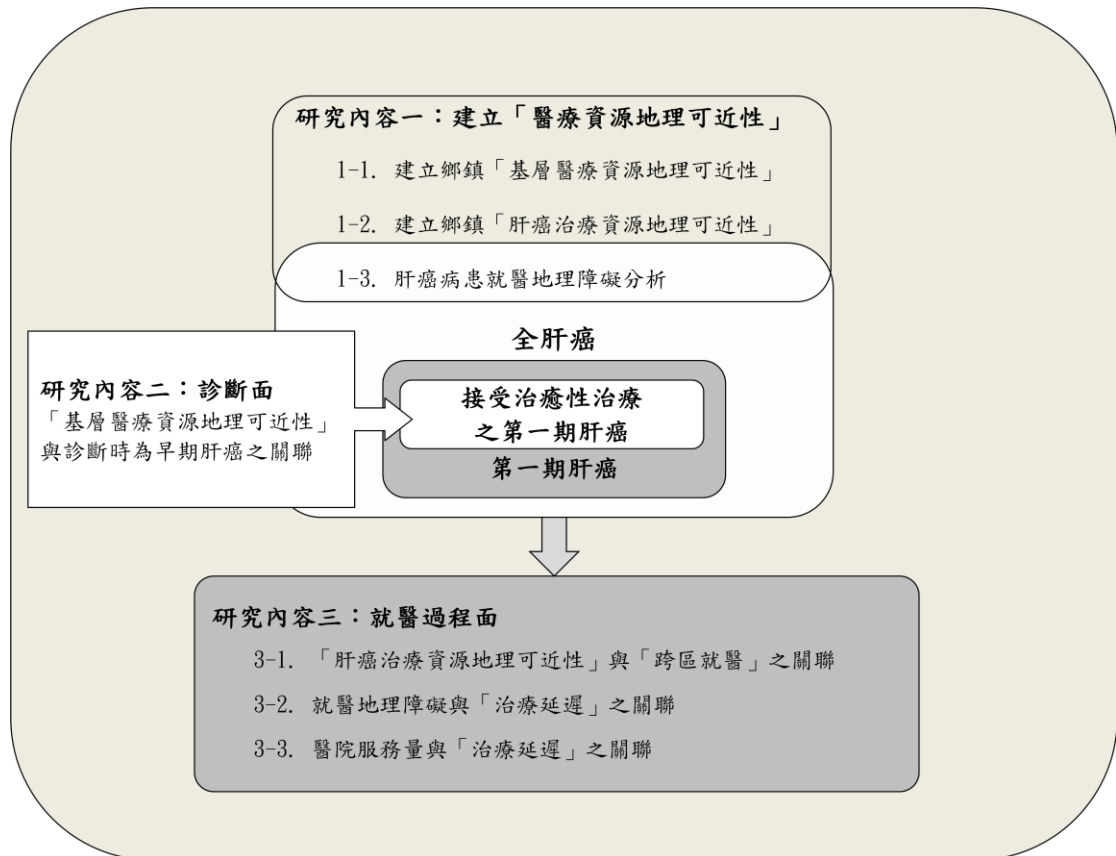 研究內容一：建立「醫療資源地理可近性」
1-1. 建立鄉鎮「基層醫療資源地理可近性」
1-2. 建立鄉鎮「肝癌治療資源地理可近性」
1-3. 肝癌病患就醫地理障礙分析
全肝癌
接受治癒性治療
之第一期肝癌
第一期肝癌
研究內容二：診斷面
「基層醫療資源地理可近性」
與診斷時為早期肝癌之關聯
研究內容三：就醫過程面
3-1. 「肝癌治療資源地理可近性」與「跨區就醫」之關聯
3-2. 就醫地理障礙與「治療延遲」之關聯
3-3. 醫院服務量與「治療延遲」之關聯